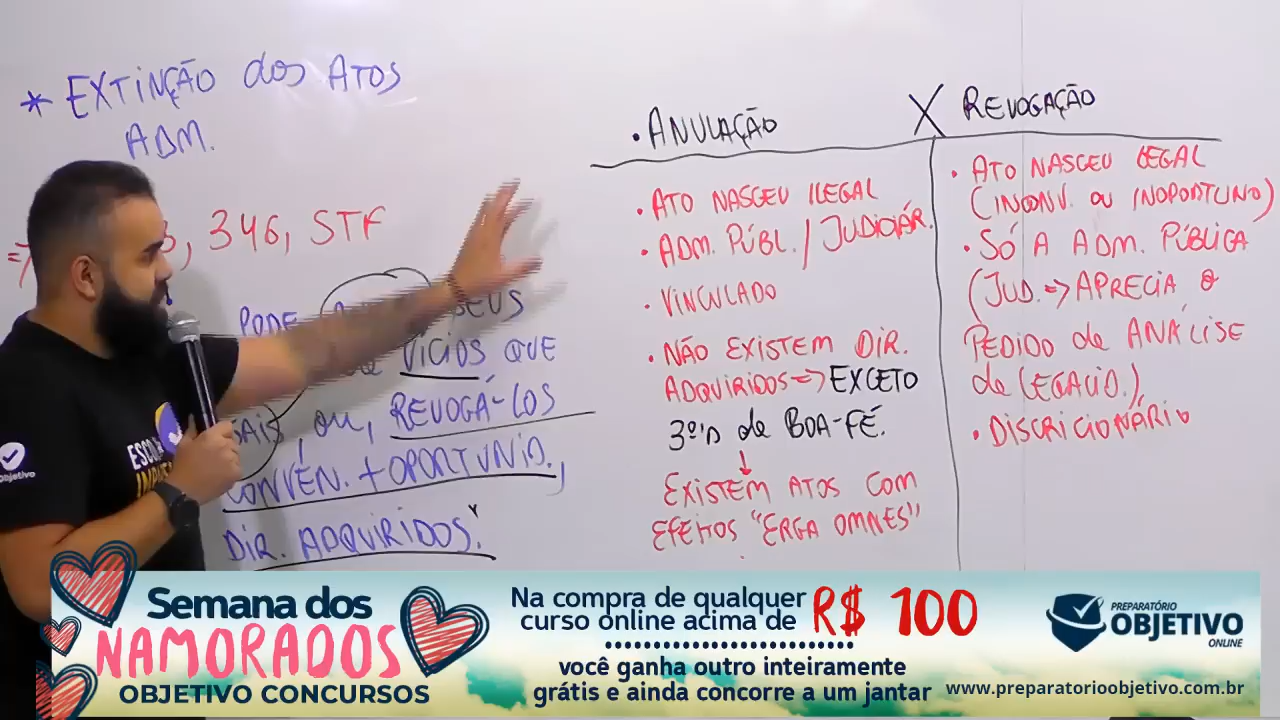 * EXTINÇÃO dos ATOS
ADM.
346, STF
PODE SEUS
VÍCIOS QUE
, ou, REVOGÁ-LOS
CONVÊN. + OPORTUNID.,
DIR. ADQUIRIDOS."
• ANULAÇÃO X REVOGAÇÃO
• ATO NASCEU ILEGAL
• ADM. PÚBL. / JUDICIÁR.
• VINCULADO
• NÃO EXISTEM DIR.
ADQUIRIDOS => EXCETO
3º's de BOA-FÉ.
↓
EXISTEM ATOS COM
EFEITOS "ERGA OMNES"
• ATO NASCEU LEGAL
(INCONV. OU INOPORTUNO)
• SÓ A ADM. PÚBLICA
(JUD. => APRECIA O
PEDIDO de ANÁLISE
de LEGALID.)
• DISCRICIONÁRIO
objetivo
Semana dos
NAMORADOS
OBJETIVO CONCURSOS
Na compra de qualquer
curso online acima de R$ 100
você ganha outro inteiramente
grátis e ainda concorre a um jantar
PREPARATÓRIO
OBJETIVO
ONLINE
www.preparatorioobjetivo.com.br